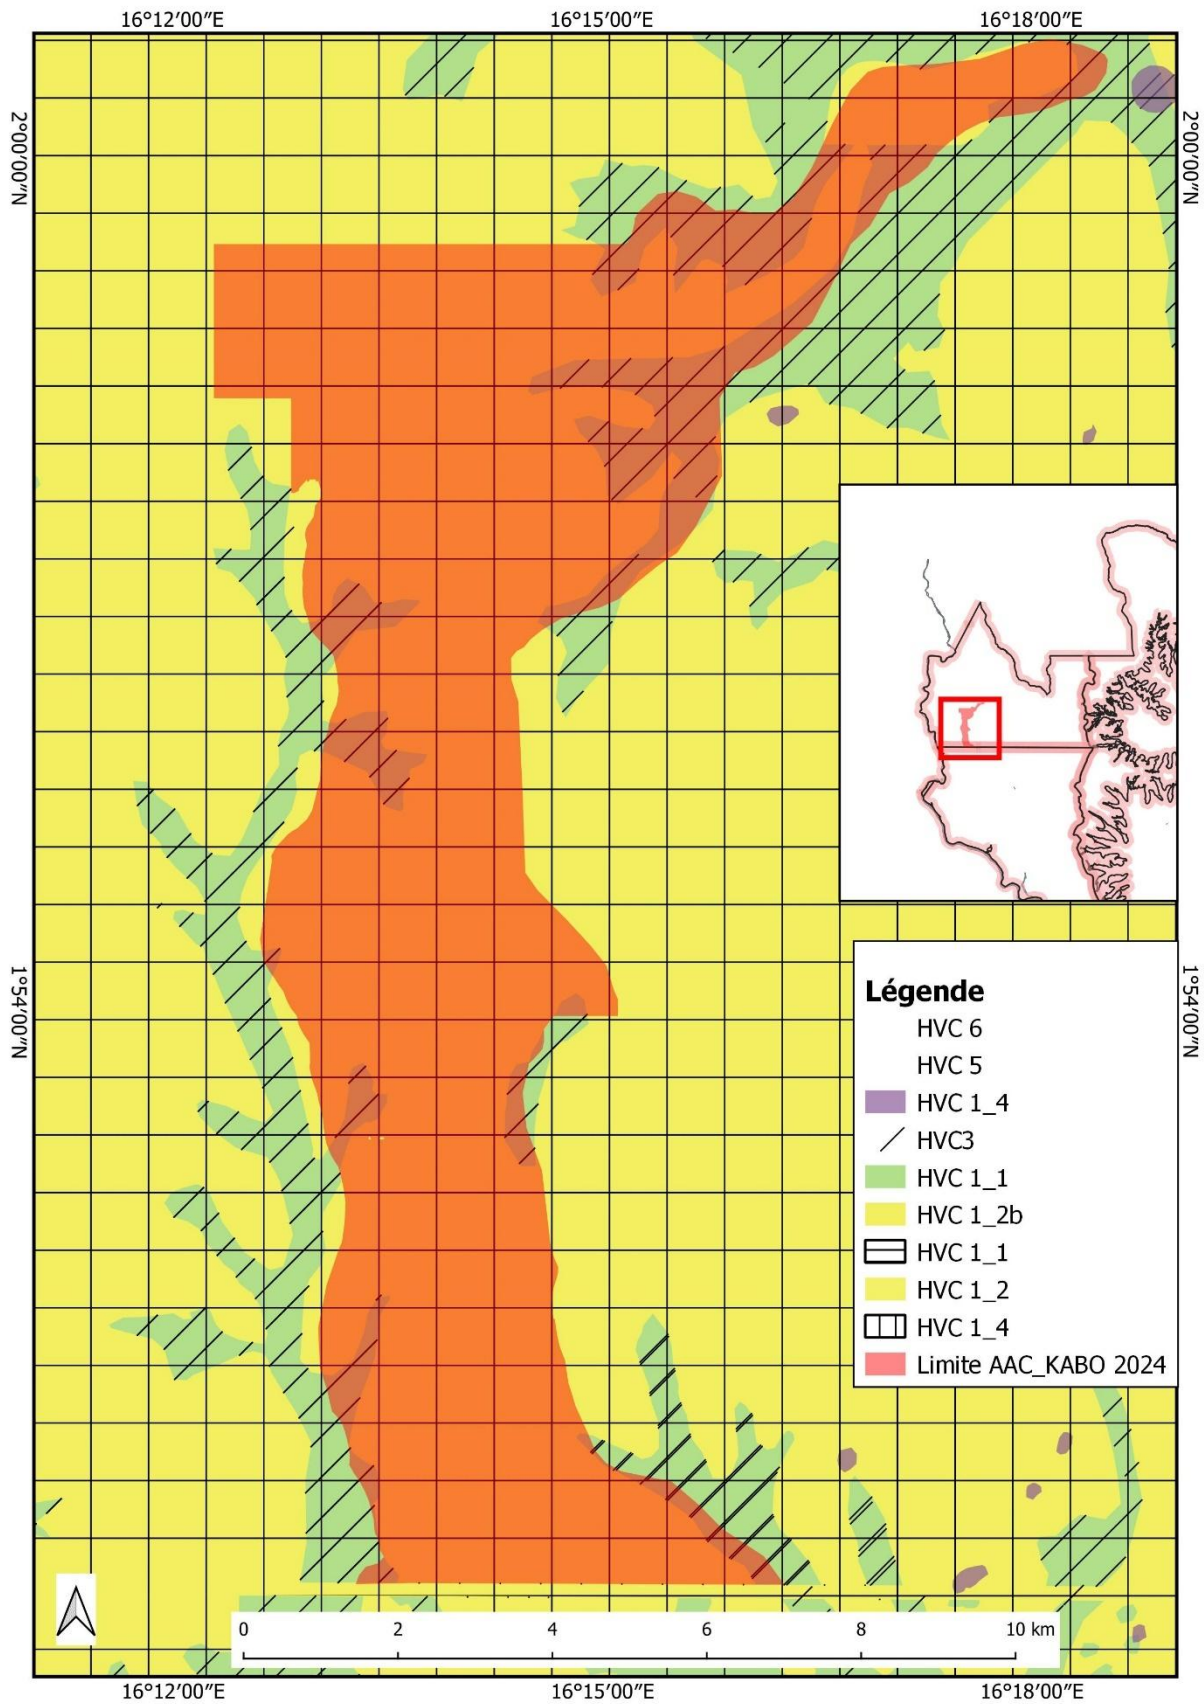 16°12'00"E 16°15'00"E 16°18'00"E
2°00'00"N 2°00'00"N
1°54'00"N 1°54'00"N
Légende
HVC 6
HVC 5
HVC 1_4
HVC3
HVC 1_1
HVC 1_2b
HVC 1_1
HVC 1_2
HVC 1_4
Limite AAC_KABO 2024
0 2 4 6 8 10 km
16°12'00"E 16°15'00"E 16°18'00"E